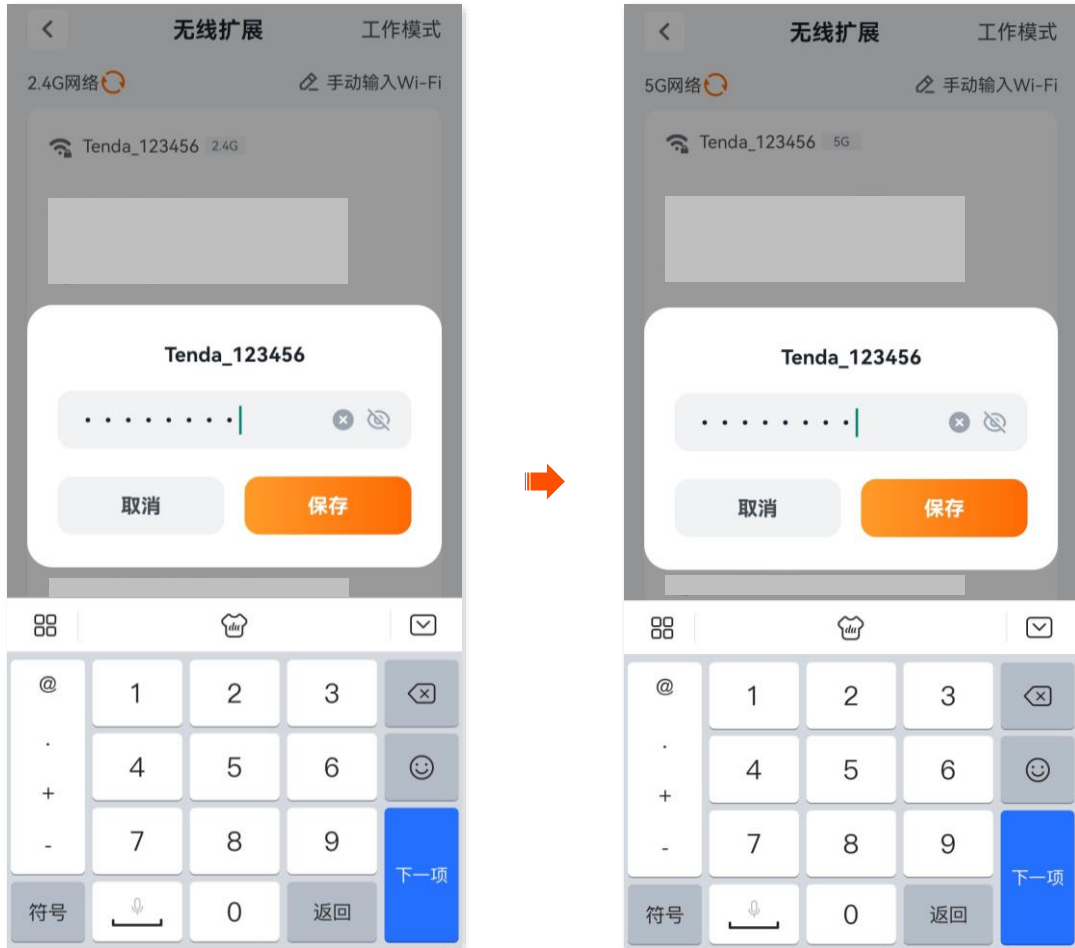 无线扩展 工作模式
2.4G网络 手动输入Wi-Fi
Tenda_123456 2.4G
Tenda_123456
••••••••
取消 保存
du
@ 1 2 3
. 4 5 6
+
- 7 8 9
下一项
符号 0 返回
无线扩展 工作模式
5G网络 手动输入Wi-Fi
Tenda_123456 5G
Tenda_123456
••••••••
取消 保存
du
@ 1 2 3
. 4 5 6
+
- 7 8 9
下一项
符号 0 返回